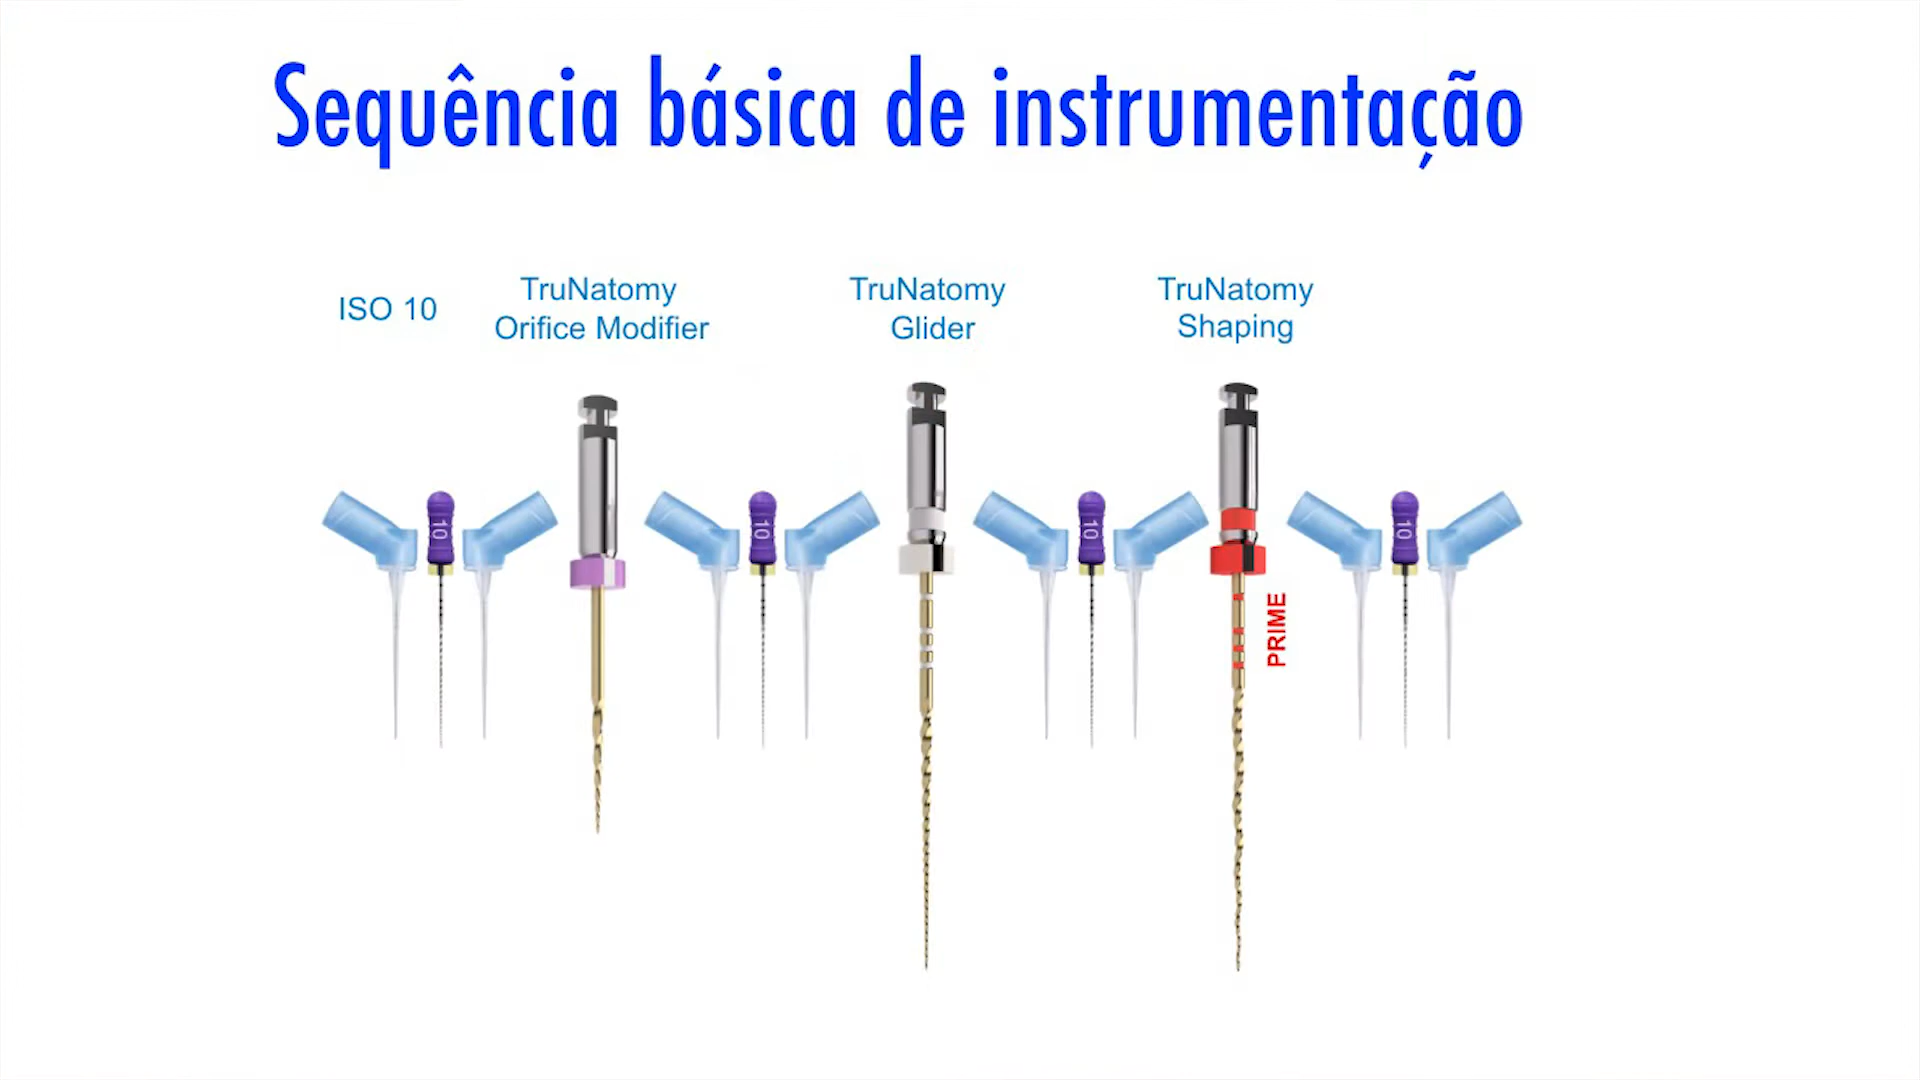 Sequência básica de instrumentação
ISO 10
TruNatomy
Orifice Modifier
TruNatomy
Glider
TruNatomy
Shaping
10
10
10
10
PRIME